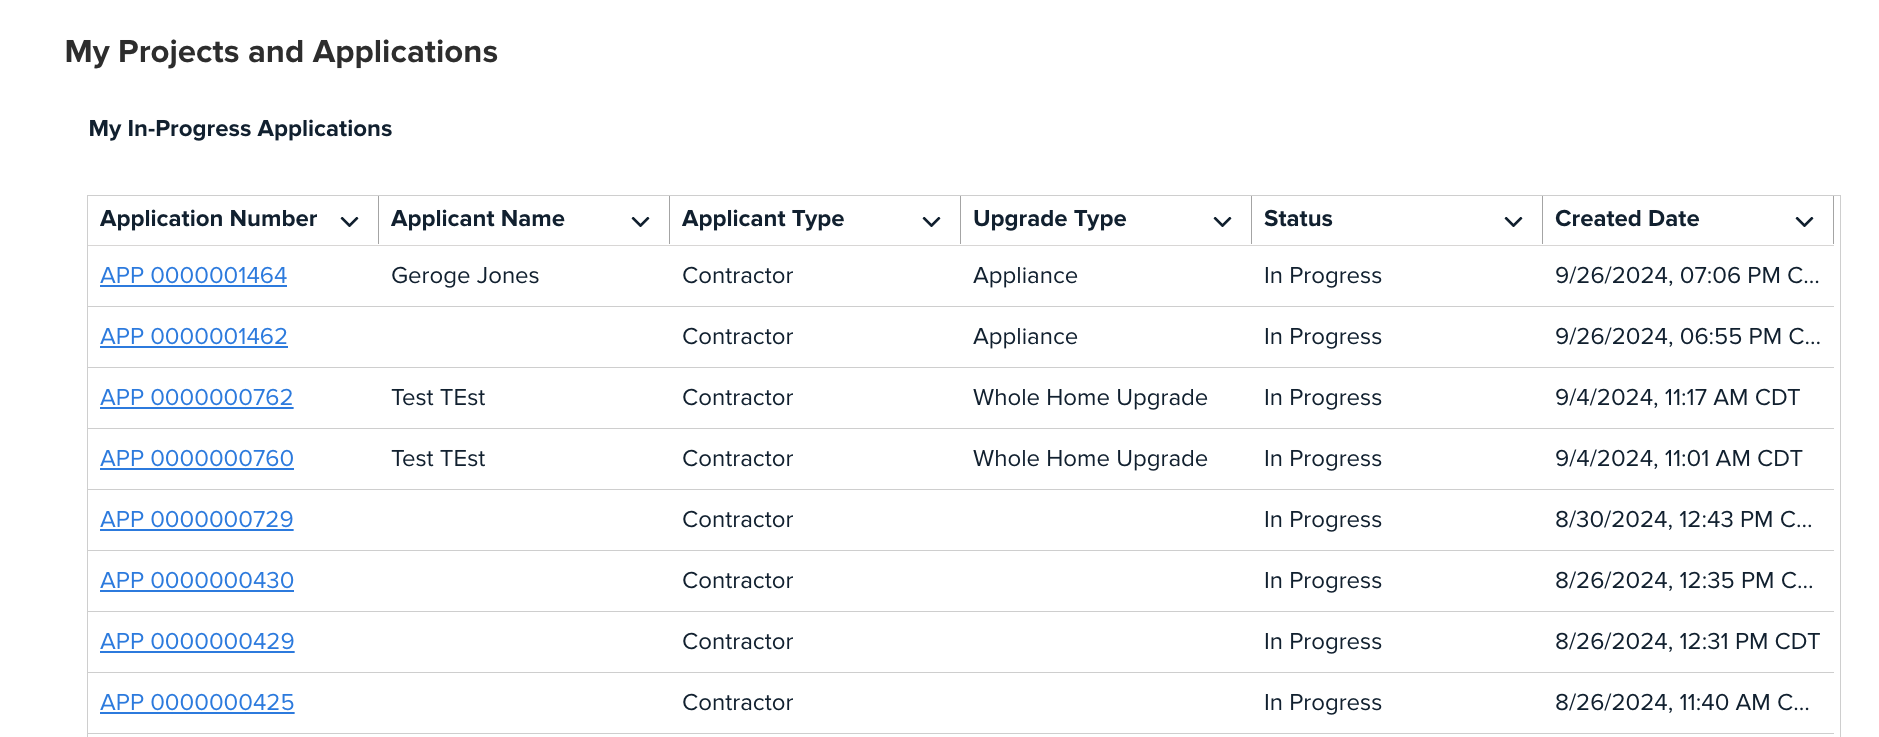 My Projects and Applications
My In-Progress Applications
Application Number Applicant Name Applicant Type Upgrade Type Status Created Date
APP 0000001464 Geroge Jones Contractor Appliance In Progress 9/26/2024, 07:06 PM C...
APP 0000001462 Contractor Appliance In Progress 9/26/2024, 06:55 PM C...
APP 0000000762 Test TEst Contractor Whole Home Upgrade In Progress 9/4/2024, 11:17 AM CDT
APP 0000000760 Test TEst Contractor Whole Home Upgrade In Progress 9/4/2024, 11:01 AM CDT
APP 0000000729 Contractor In Progress 8/30/2024, 12:43 PM C...
APP 0000000430 Contractor In Progress 8/26/2024, 12:35 PM C...
APP 0000000429 Contractor In Progress 8/26/2024, 12:31 PM CDT
APP 0000000425 Contractor In Progress 8/26/2024, 11:40 AM C...